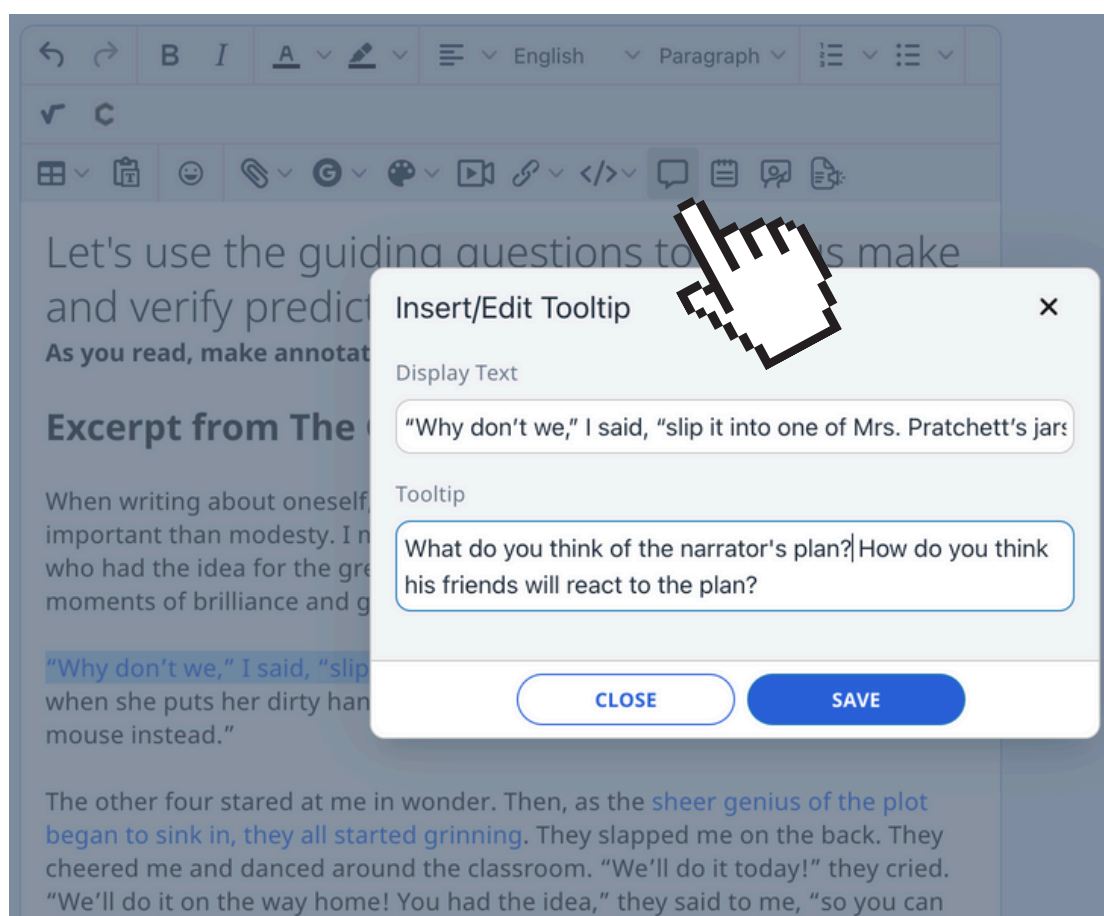 B I A English Paragraph
Let's use the guiding questions to s make
and verify predict
As you read, make annotat
Excerpt from The
When writing about oneself,
important than modesty. I
who had the idea for the gre
moments of brilliance and g
“Why don’t we,” I said, “slip
when she puts her dirty han
mouse instead.”
The other four stared at me in wonder. Then, as the sheer genius of the plot
began to sink in, they all started grinning. They slapped me on the back. They
cheered me and danced around the classroom. “We’ll do it today!” they cried.
“We’ll do it on the way home! You had the idea,” they said to me, “so you can
Insert/Edit Tooltip
Display Text
“Why don’t we,” I said, “slip it into one of Mrs. Pratchett’s jars
Tooltip
What do you think of the narrator's plan? How do you think
his friends will react to the plan?
CLOSE SAVE